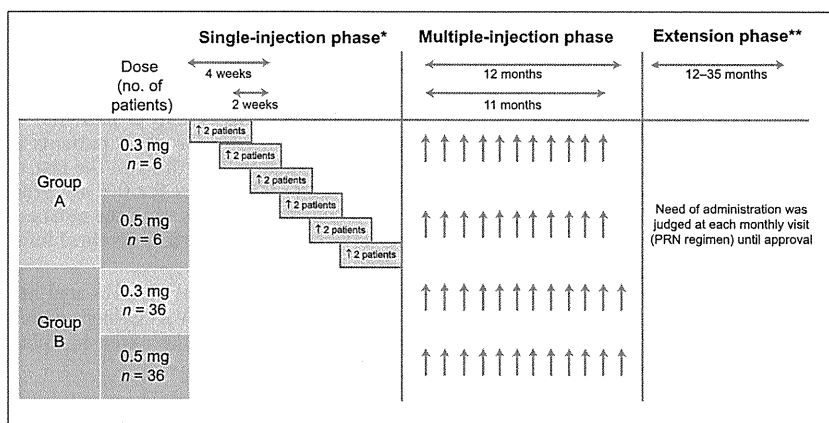 Single-injection phase*
Multiple-injection phase
Extension phase**
Dose
(no. of
patients)
4 weeks
2 weeks
12 months
11 months
12–35 months
Group
A
0.3 mg
n = 6
0.5 mg
n = 6
↑ 2 patients
↑ 2 patients
↑ 2 patients
↑ 2 patients
↑ 2 patients
↑ 2 patients
Need of administration was
judged at each monthly visit
(PRN regimen) until approval
Group
B
0.3 mg
n = 36
0.5 mg
n = 36